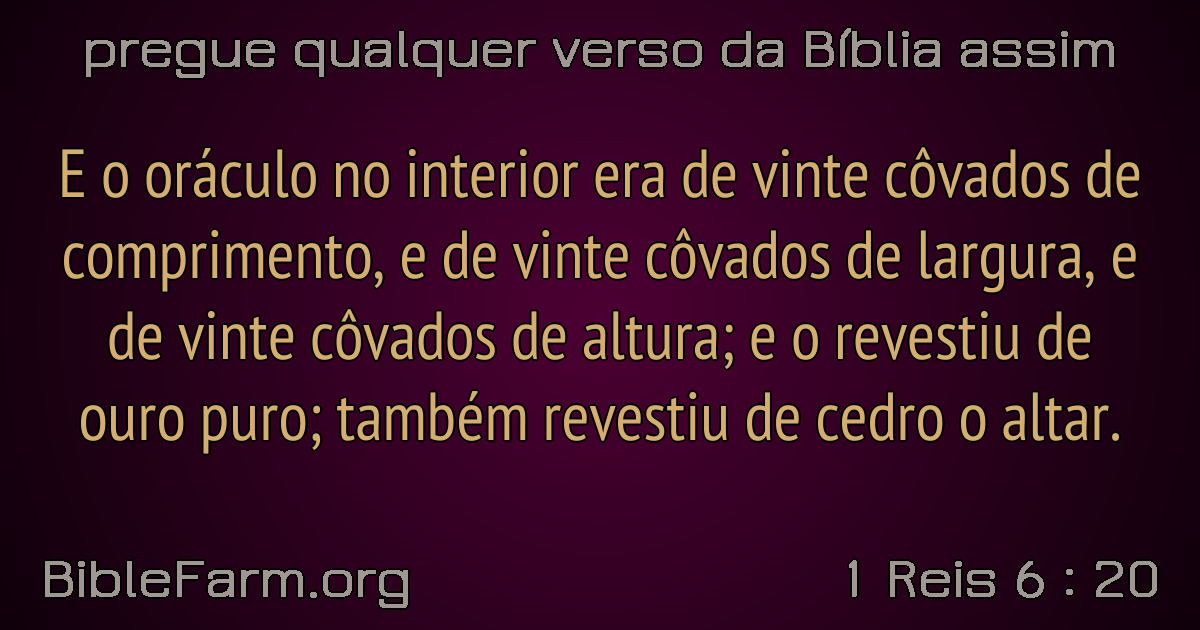 pregue qualquer verso da Bíblia assim
E o oráculo no interior era de vinte côvados de
comprimento, e de vinte côvados de largura, e
de vinte côvados de altura; e o revestiu de
ouro puro; também revestiu de cedro o altar.
BibleFarm.org
1 Reis 6 : 20